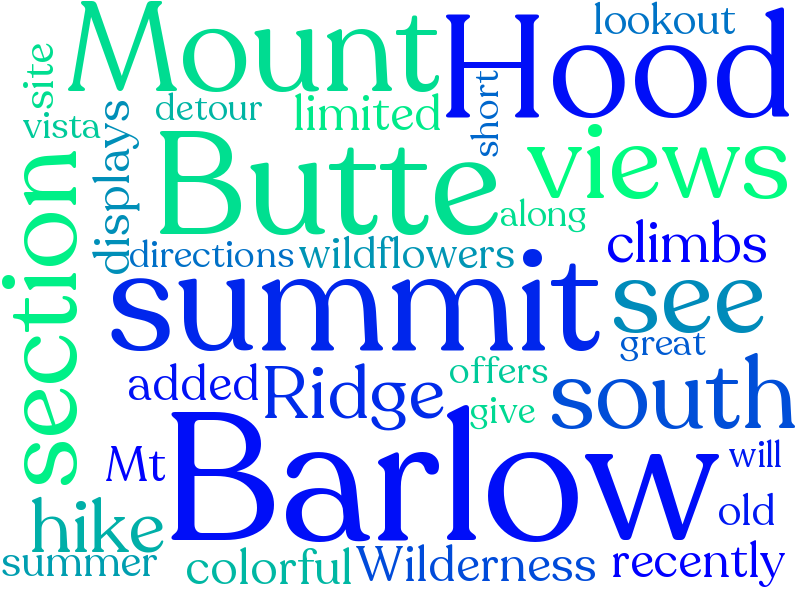 lookout
Mount
Hood
site
detour
limited
short
vista
displays
Butte
views
along
section
directions
wildflowers
climbs
summit
see
great
added
Ridge
offers
give
south
Mt
Barlow
will
old
hike
summer
colorful
Wilderness
recently